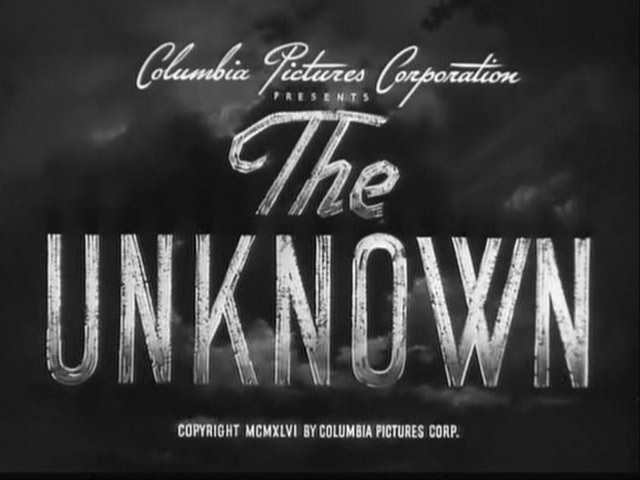 Columbia Pictures Corporation
PRESENTS
The
UNKNOWN
COPYRIGHT MCMXLVI BY COLUMBIA PICTURES CORP.